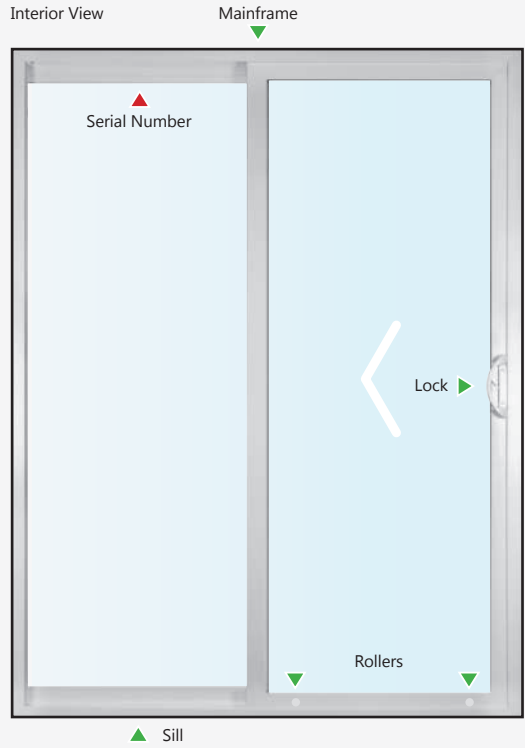 Interior View
Mainframe
Serial Number
Lock
Rollers
Sill